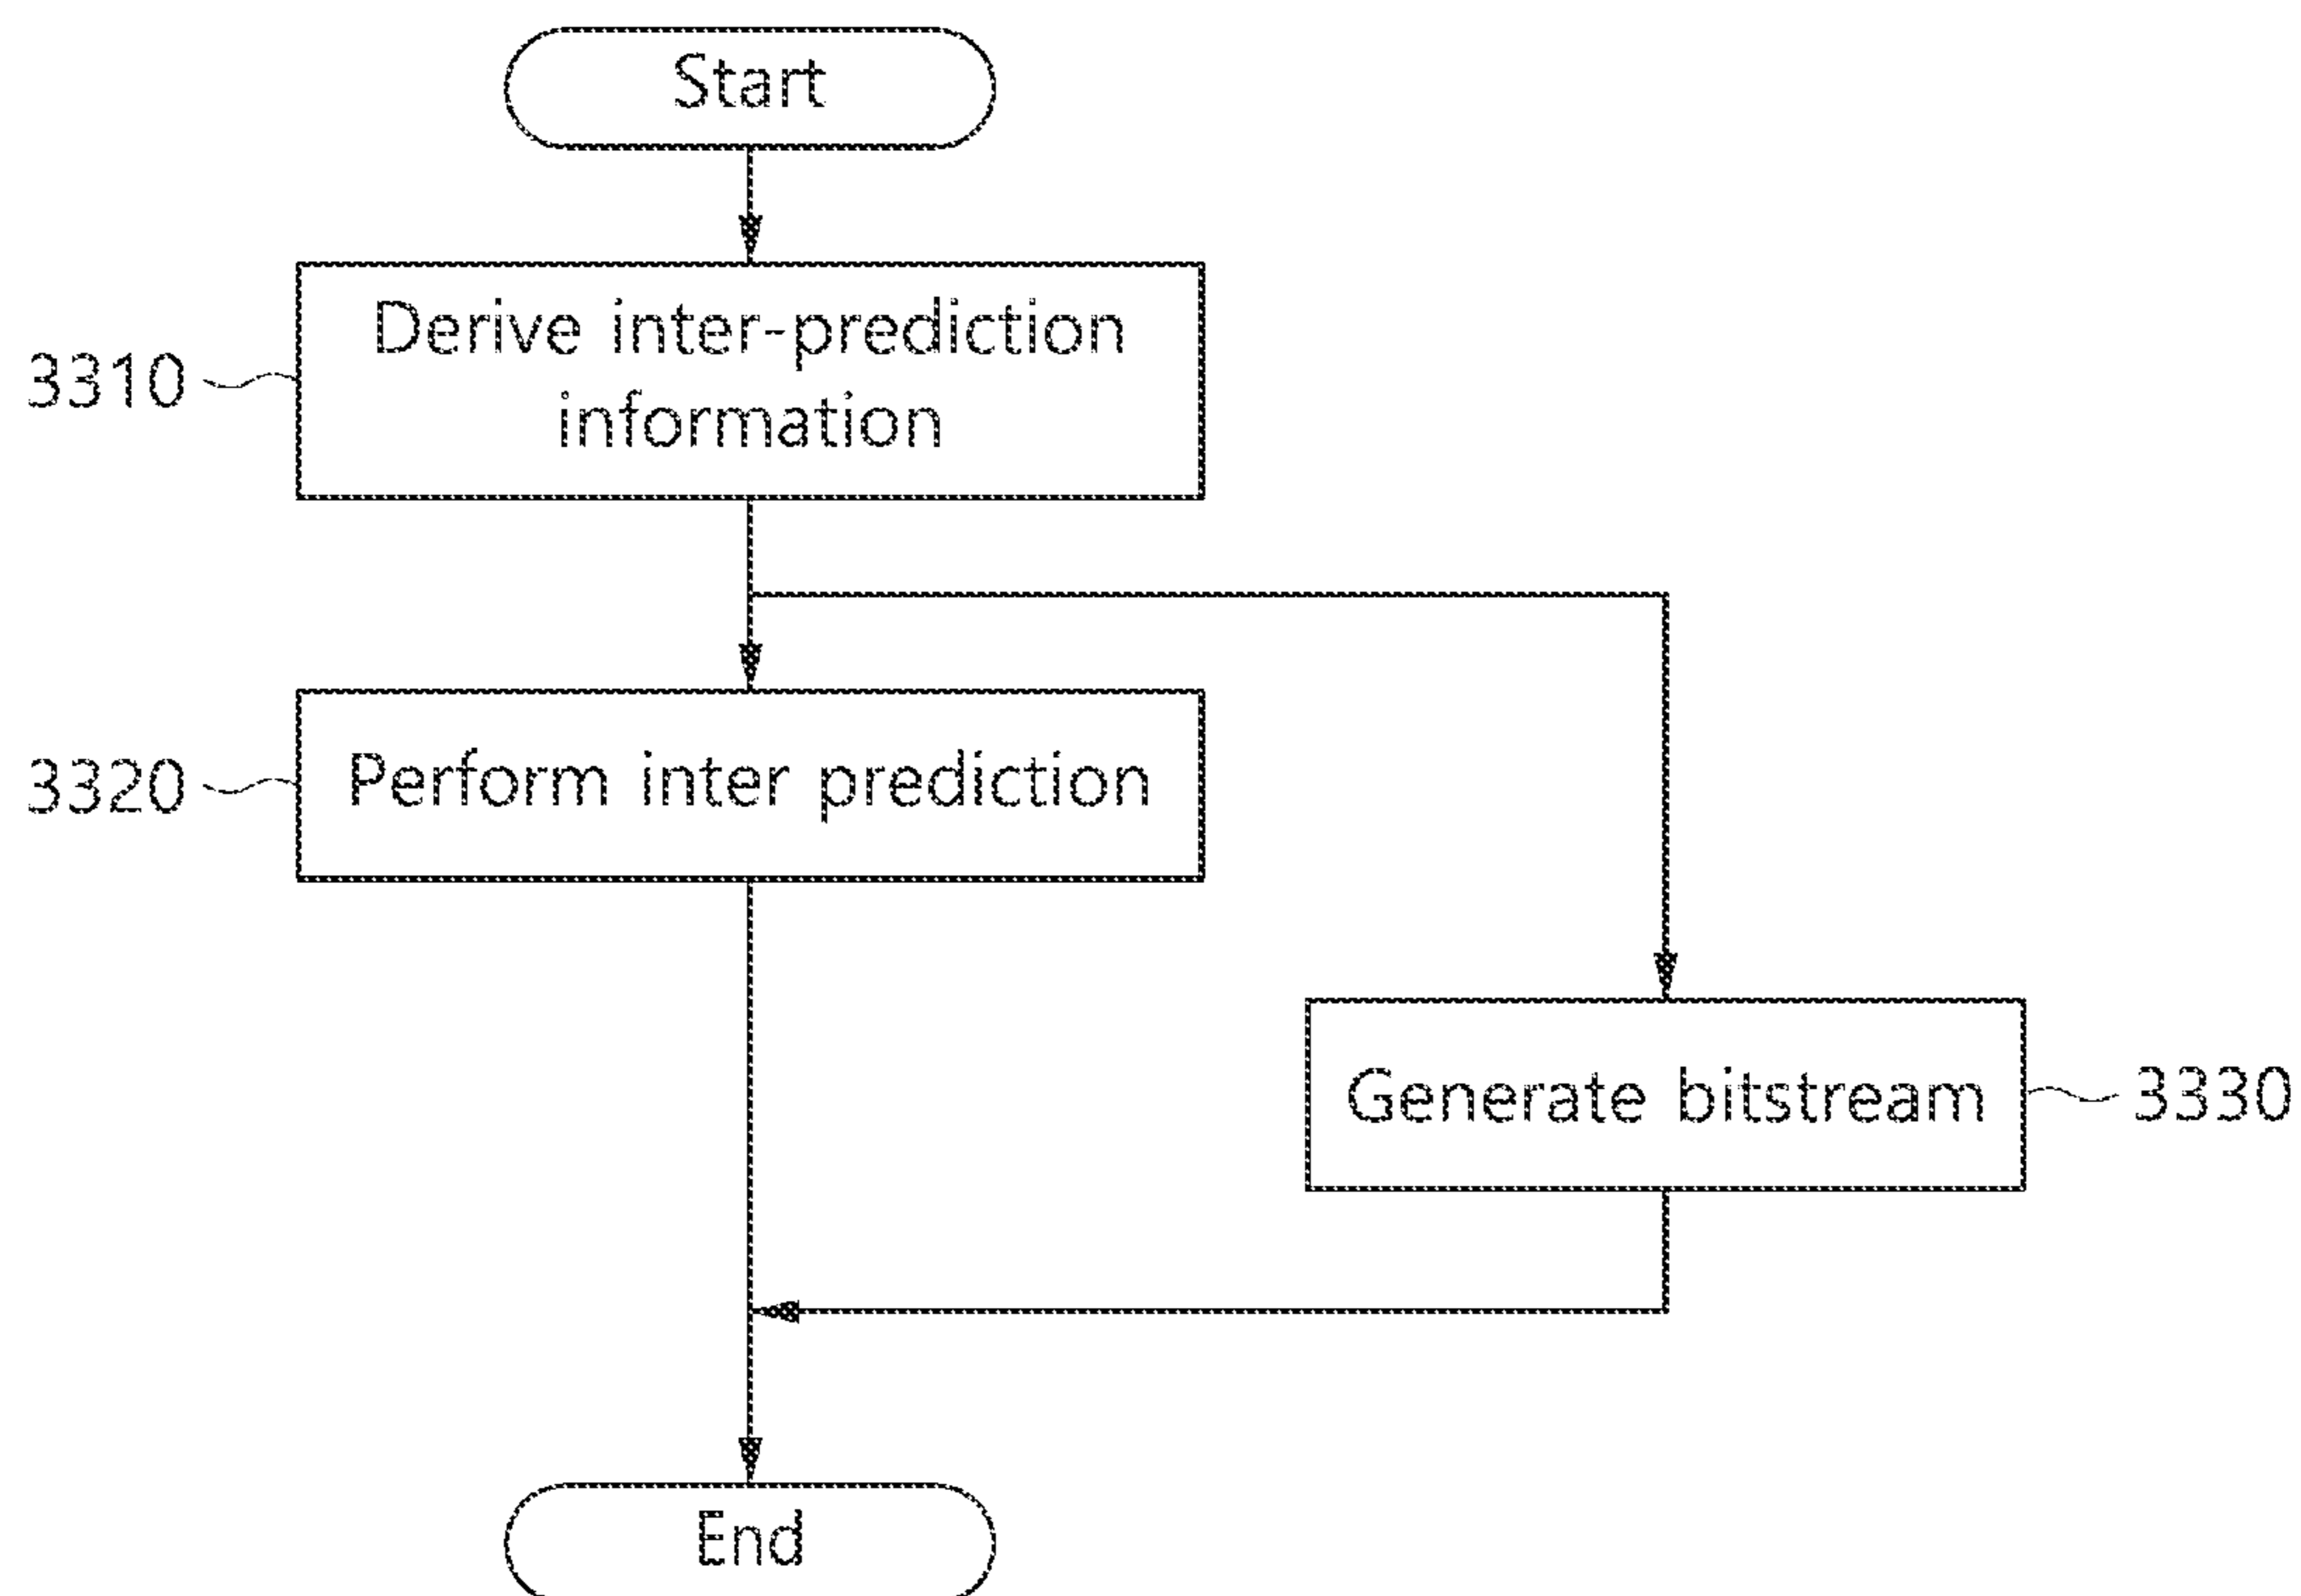 Start
3310
Derive inter-prediction
information
3320
Perform inter prediction
Generate bitstream
3330
End